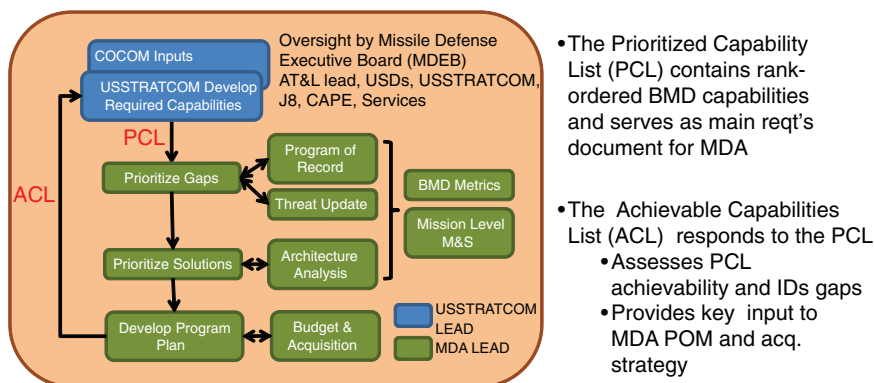 COCOM Inputs
USSTRATCOM Develop
Required Capabilities
Oversight by Missile Defense
Executive Board (MDEB)
AT&L lead, USDs, USSTRATCOM,
J8, CAPE, Services
PCL
ACL
Prioritize Gaps
Program of
Record
Threat Update
BMD Metrics
Mission Level
M&S
Prioritize Solutions
Architecture
Analysis
Develop Program
Plan
Budget &
Acquisition
USSTRATCOM
LEAD
MDA LEAD
•The Prioritized Capability
List (PCL) contains rank-
ordered BMD capabilities
and serves as main reqt's
document for MDA
•The Achievable Capabilities
List (ACL) responds to the PCL
•Assesses PCL
achievability and IDs gaps
•Provides key input to
MDA POM and acq.
strategy